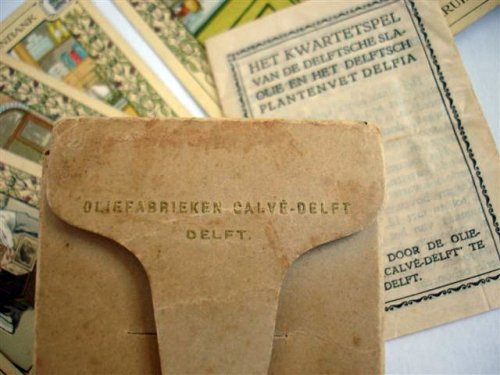 HET KWARTETSPEL
VAN DE DELFTSCHE SLA-
OLIE EN HET DELFTSCH
PLANTENVET DELFIA
OLIEFABRIEKEN CALVÉ-DELFT
DELFT.
DOOR DE OLIE-
CALVÉ-DELFT" TE
DELFT.